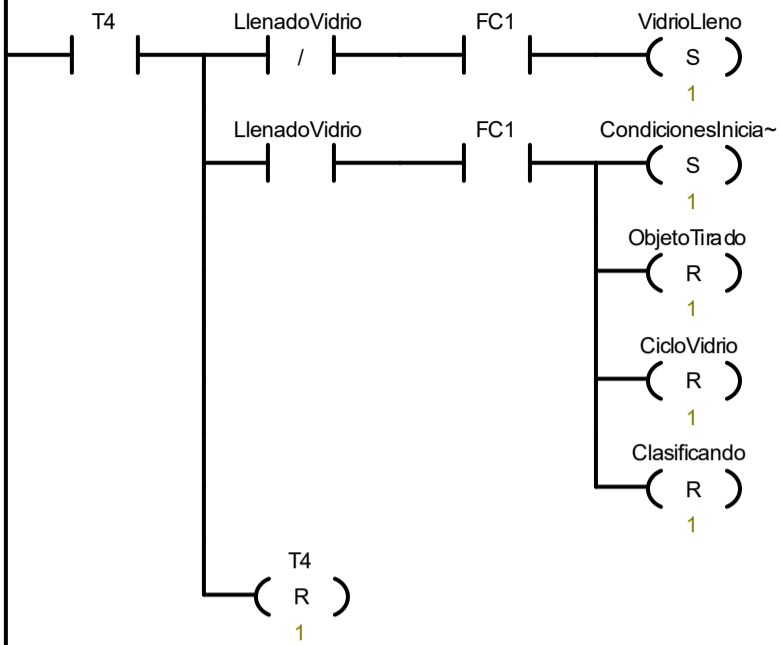 T4 LlenadoVidrio FC1 VidrioLleno
/ S
1
LlenadoVidrio FC1 CondicionesInicia~
S
1
ObjetoTirado
R
1
CicloVidrio
R
1
Clasificando
R
1
T4
R
1